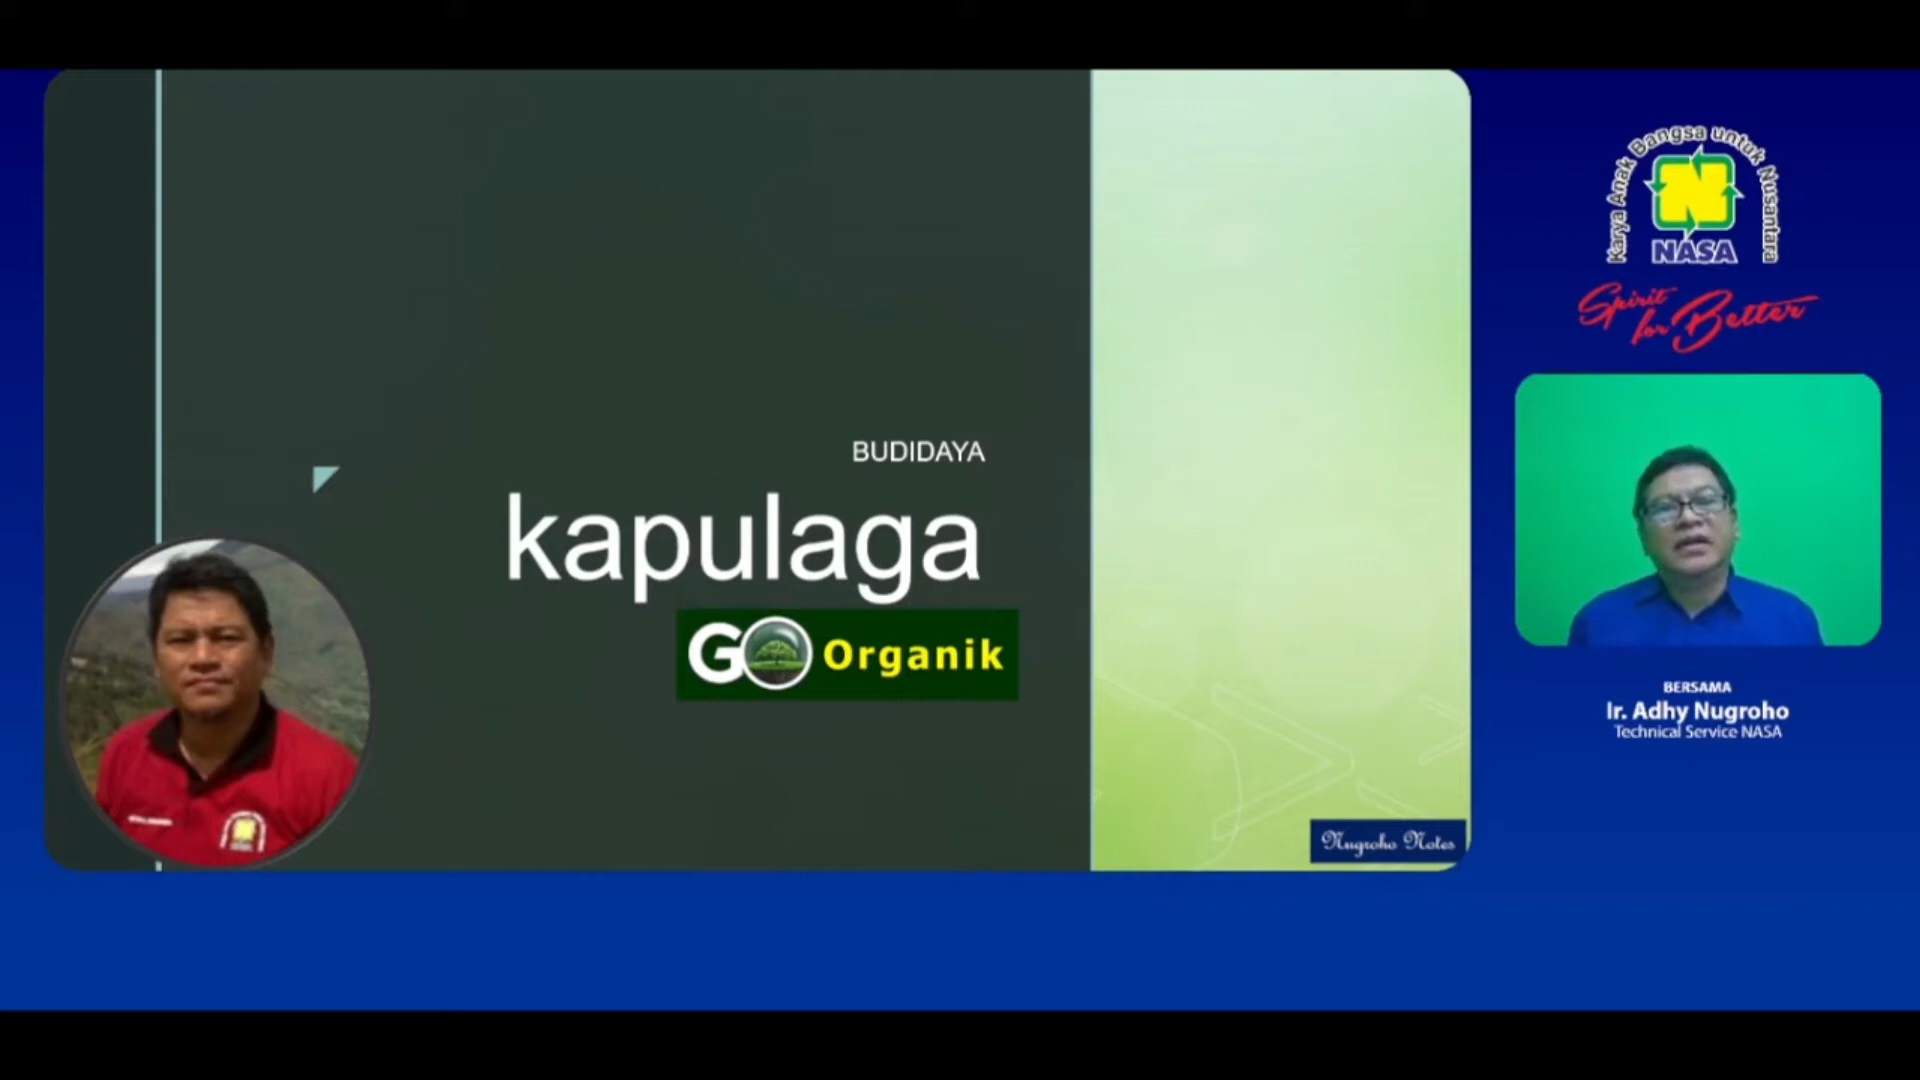 BUDIDAYA
kapulaga
GO Organik
Nugroho Notes
Karya Anak Bangsa untuk Nusantara
NASA
Spirit
for Better
BERSAMA
Ir. Adhy Nugroho
Technical Service NASA